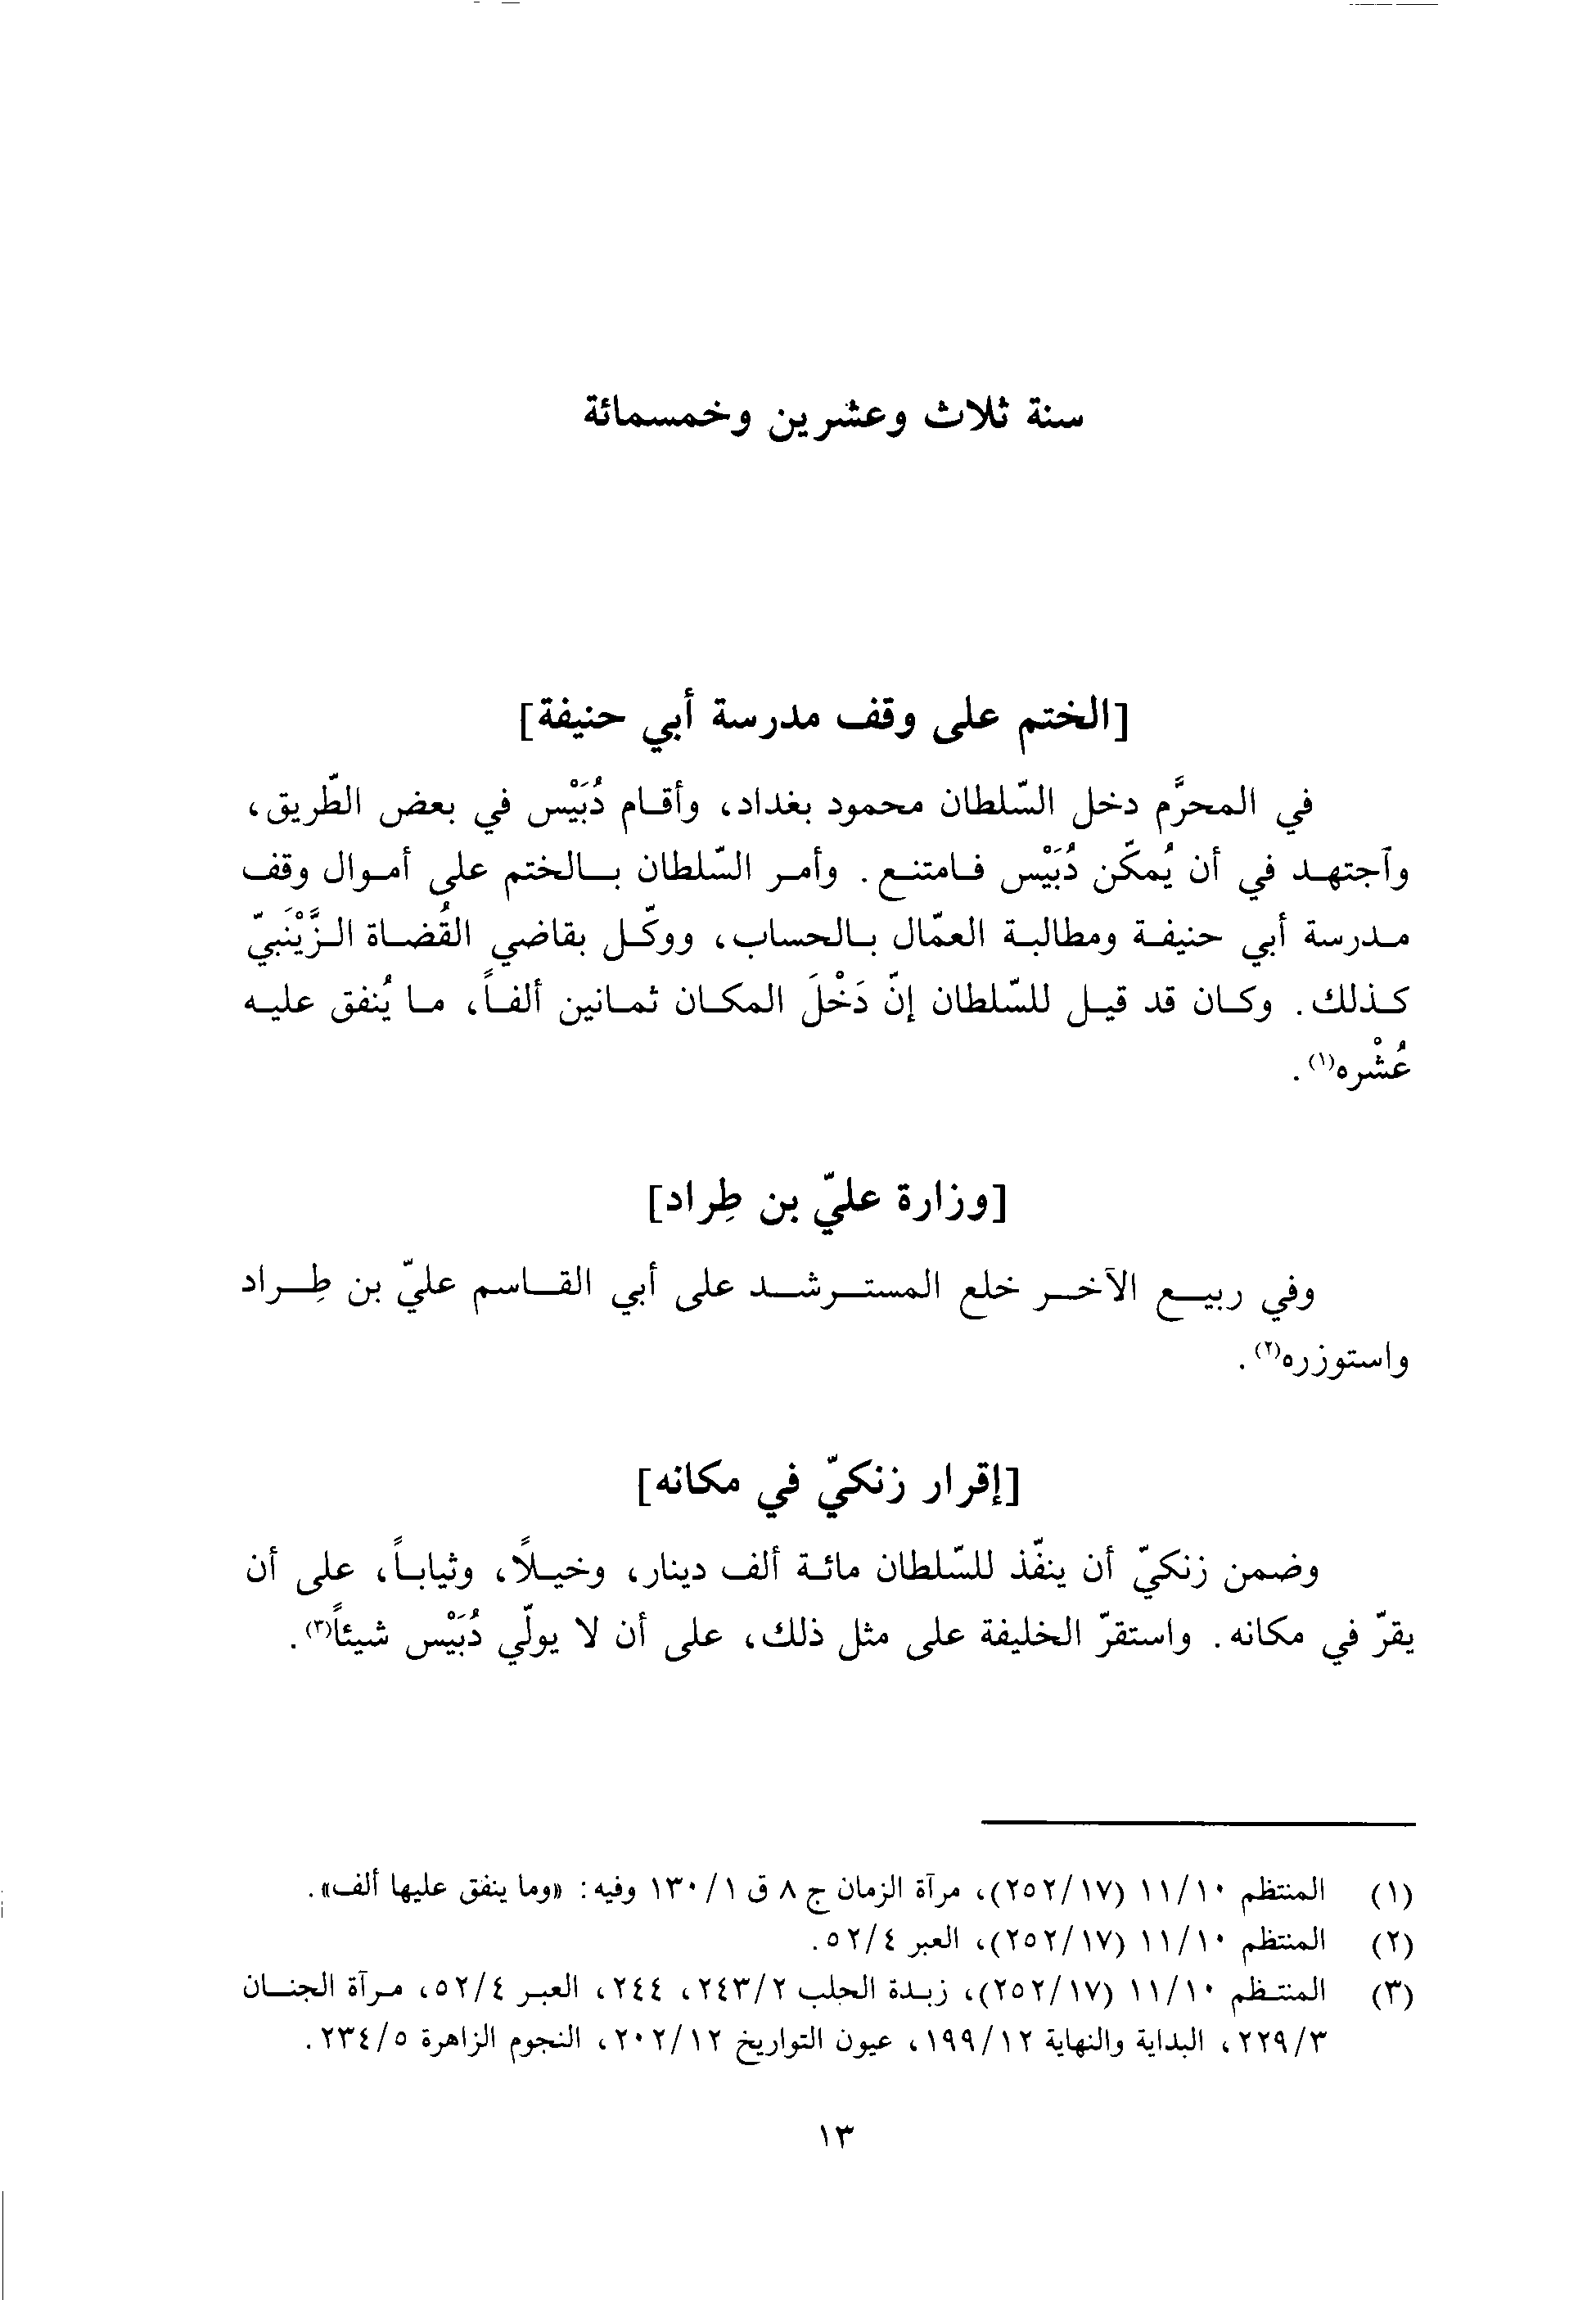 سنة ثلاث وعشرين وخمسمائة
[الختم على وقف مدرسة أبي حنيفة]
في المحرَّم دخل السّلطان محمود بغداد، وأقام دُبَيْس في بعض الطّريق،
وآجتهد في أن يُمكّن دُبَيْس فامتنع. وأمر السّلطان بالختم على أموال وقف
مدرسة أبي حنيفة ومطالبة العمّال بالحساب، ووكّل بقاضي القُضاة الزَّيْنَبيّ
كذلك. وكان قد قيل للسّلطان إنّ دَخْلَ المكان ثمانين ألفاً، ما يُنفق عليه
عُشْره(١).
[وزارة عليّ بن طِراد]
وفي ربيع الآخر خلع المسترشد على أبي القاسم عليّ بن طِراد
واستوزره(٢).
[إقرار زنكيّ في مكانه]
وضمن زنكيّ أن ينفّذ للسّلطان مائة ألف دينار، وخيلاً، وثياباً، على أن
يقرّ في مكانه. واستقرّ الخليفة على مثل ذلك، على أن لا يولّي دُبَيْس شيئاً(٣).
(١) المنتظم ١١/١٠ (٢٥٢/١٧)، مرآة الزمان ج ٨ ق ١٣٠/١ وفيه: «وما ينفق عليها ألف».
(٢) المنتظم ١١/١٠ (٢٥٢/١٧)، العبر ٥٢/٤.
(٣) المنتظم ١١/١٠ (٢٥٢/١٧)، زبدة الحلب ٢٤٣/٢، ٢٤٤، العبر ٥٢/٤، مرآة الجنان
٢٢٩/٣، البداية والنهاية ١٩٩/١٢، عيون التواريخ ٢٠٢/١٢، النجوم الزاهرة ٢٣٤/٥.
١٣